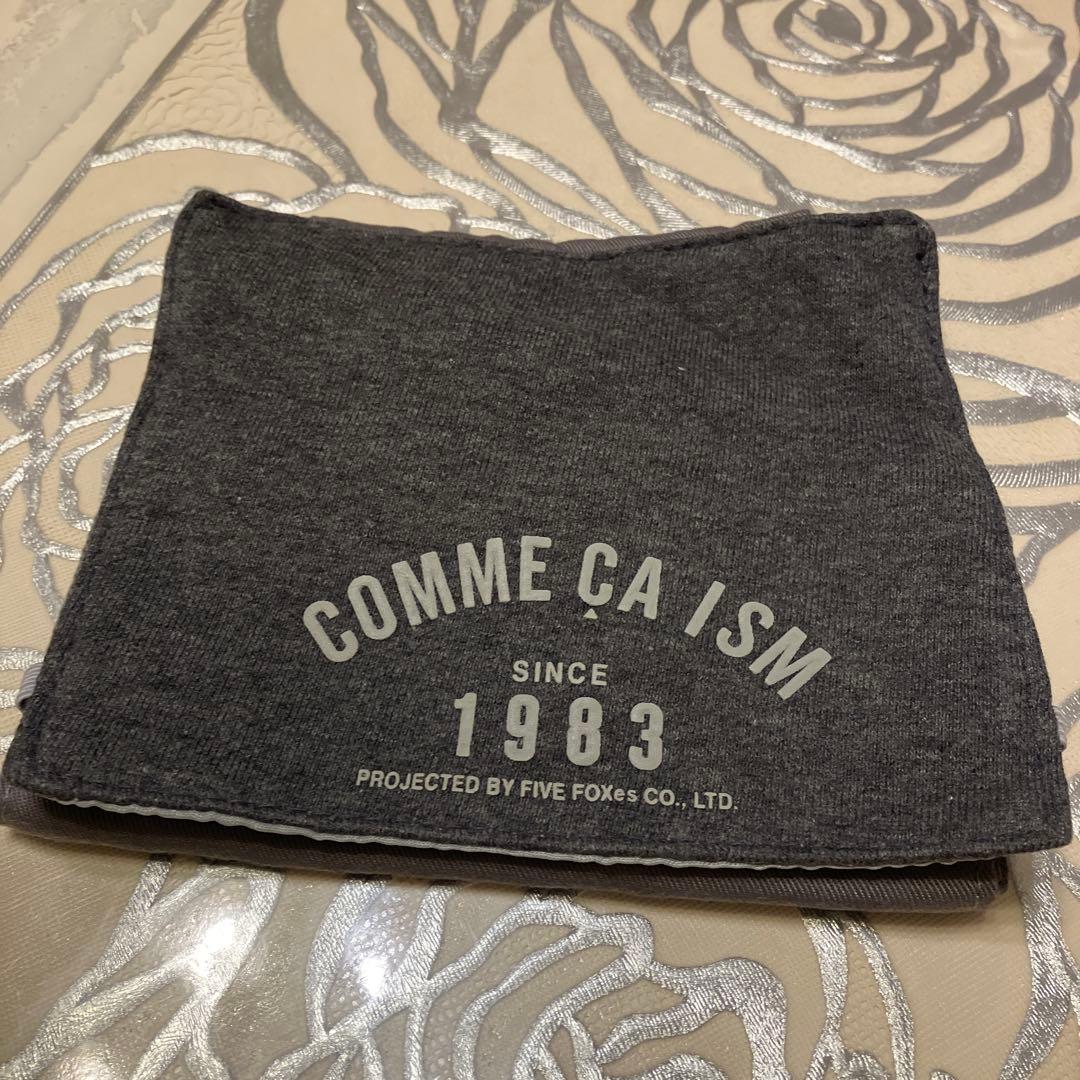 COMME ÇA ISM
SINCE
1983
PROJECTED BY FIVE FOXes CO., LTD.